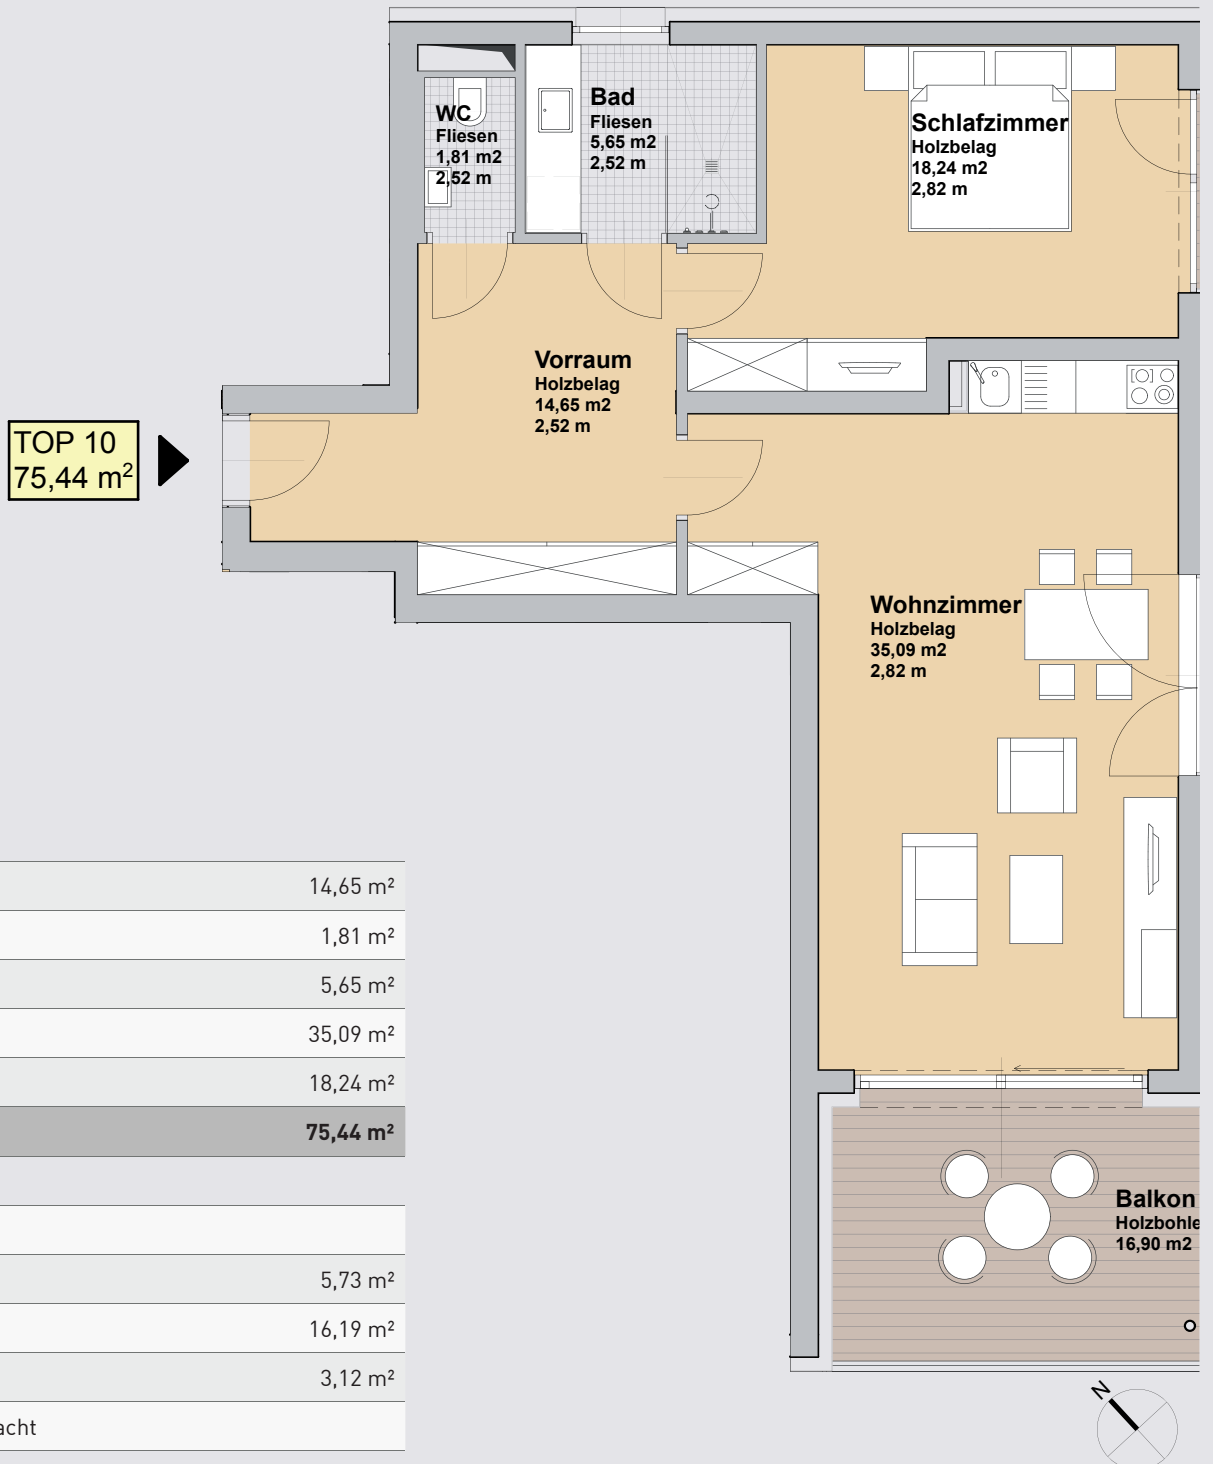 WC
Fliesen
1,81 m2
2,52 m
Bad
Fliesen
5,65 m2
2,52 m
Schlafzimmer
Holzbelag
18,24 m2
2,82 m
Vorraum
Holzbelag
14,65 m2
2,52 m
TOP 10
75,44 m²
Wohnzimmer
Holzbelag
35,09 m2
2,82 m
14,65 m²
1,81 m²
5,65 m²
35,09 m²
18,24 m²
75,44 m²
5,73 m²
16,19 m²
3,12 m²
acht
Balkon
Holzbohle
16,90 m2
N